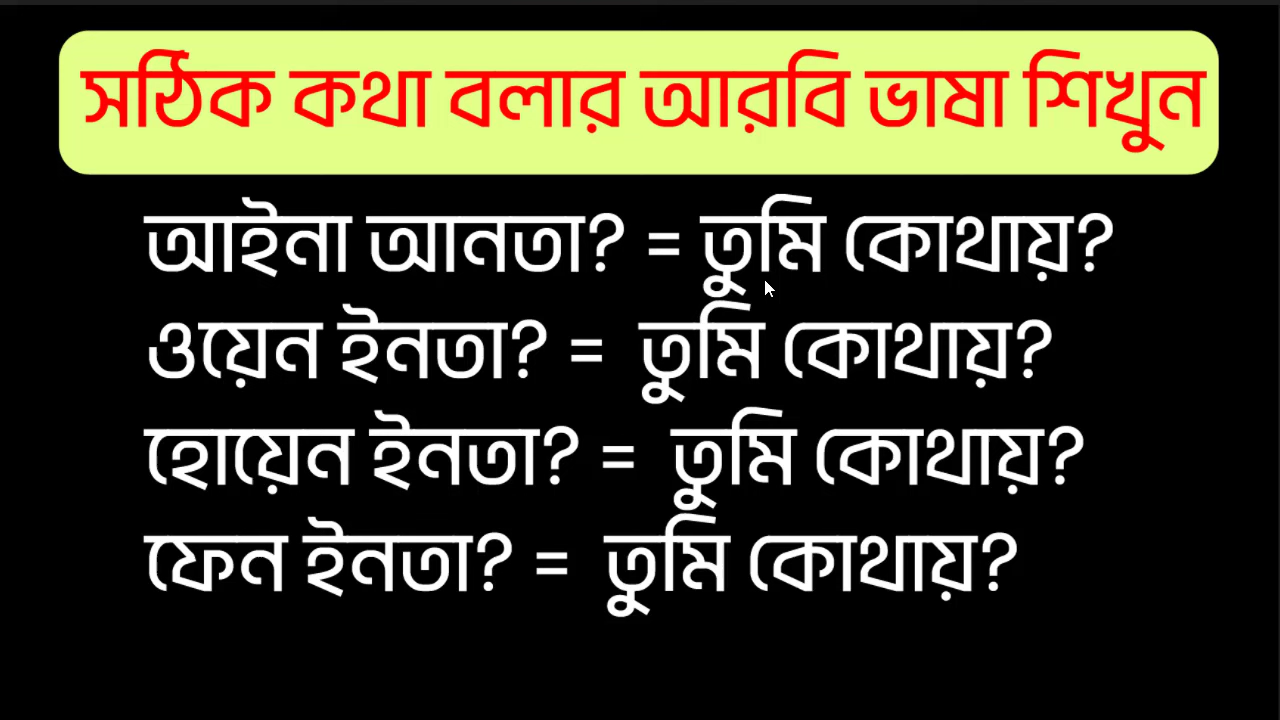 সঠিক কথা বলার আরবি ভাষা শিখুন
আইনা আনতা? = তুমি কোথায়?
ওয়েন ইনতা? = তুমি কোথায়?
হোয়েন ইনতা? = তুমি কোথায়?
ফেন ইনতা? = তুমি কোথায়?